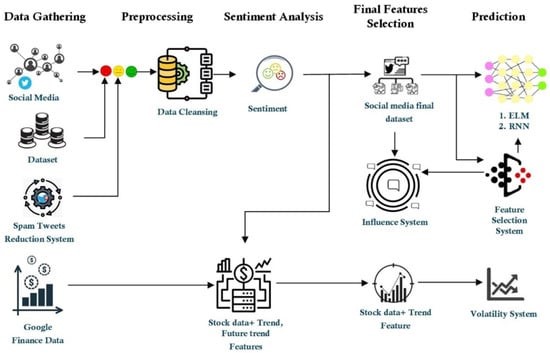 Data Gathering
Preprocessing
Sentiment Analysis
Final Features
Selection
Prediction
Social Media
Data Cleansing
Sentiment
Social media final
dataset
1. ELM
2. RNN
Dataset
Spam Tweets
Reduction System
Influence System
Feature
Selection
System
Google
Finance Data
Stock data+ Trend,
Future trend
Features
Stock data+ Trend
Feature
Volatility System